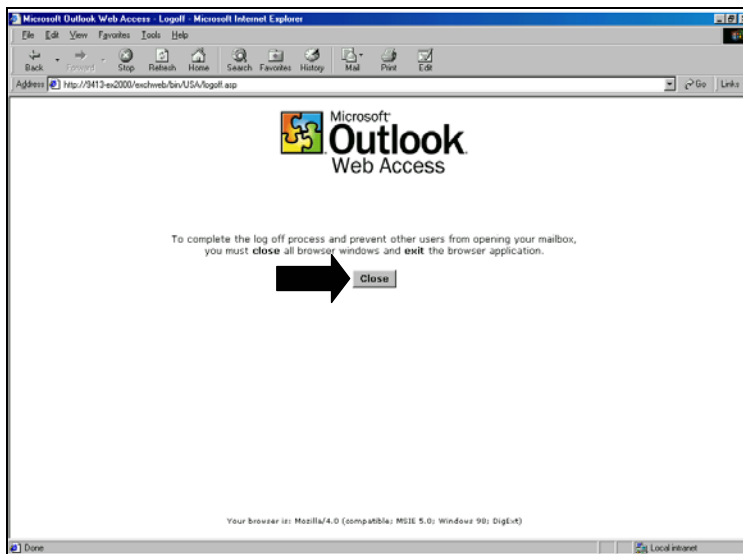 Microsoft Outlook Web Access - Logoff - Microsoft Internet Explorer
File Edit View Favorites Tools Help
Back Forward Stop Refresh Home Search Favorites History Mail Print Edit
Address http://9413-ex2000/exchweb/bin/USA/logoff.asp Go Links
Microsoft
Outlook
Web Access
To complete the log off process and prevent other users from opening your mailbox,
you must close all browser windows and exit the browser application.
Close
Your browser is: Mozilla/4.0 (compatible; MSIE 5.0; Windows 98; DigExt)
Done Local intranet